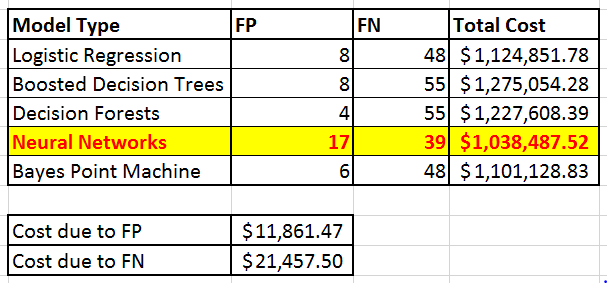 Model Type FP FN Total Cost
Logistic Regression 8 48 $1,124,851.78
Boosted Decision Trees 8 55 $1,275,054.28
Decision Forests 4 55 $1,227,608.39
Neural Networks 17 39 $1,038,487.52
Bayes Point Machine 6 48 $1,101,128.83
Cost due to FP $11,861.47
Cost due to FN $21,457.50